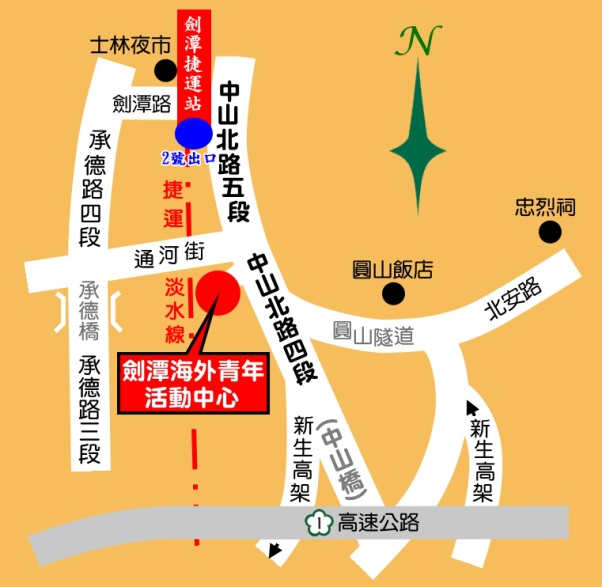 士林夜市
劍潭捷運站
N
劍潭路
2號出口
中山北路五段
承德路四段
捷運
淡水線
忠烈祠
通河街
圓山飯店
中山北路四段
北安路
承德橋
圓山隧道
劍潭海外青年
活動中心
承德路三段
新生高架
(中山橋)
新生高架
1
高速公路